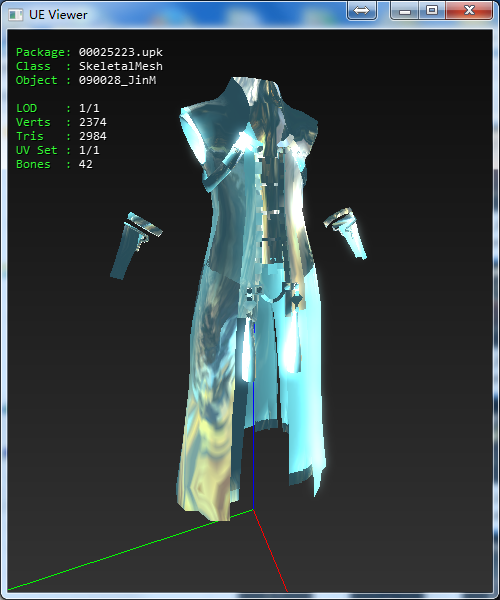 UE Viewer
Package: 00025223.upk
Class  : SkeletalMesh
Object : 090028_JinM
LOD    : 1/1
Verts  : 2374
Tris   : 2984
UV Set : 1/1
Bones  : 42